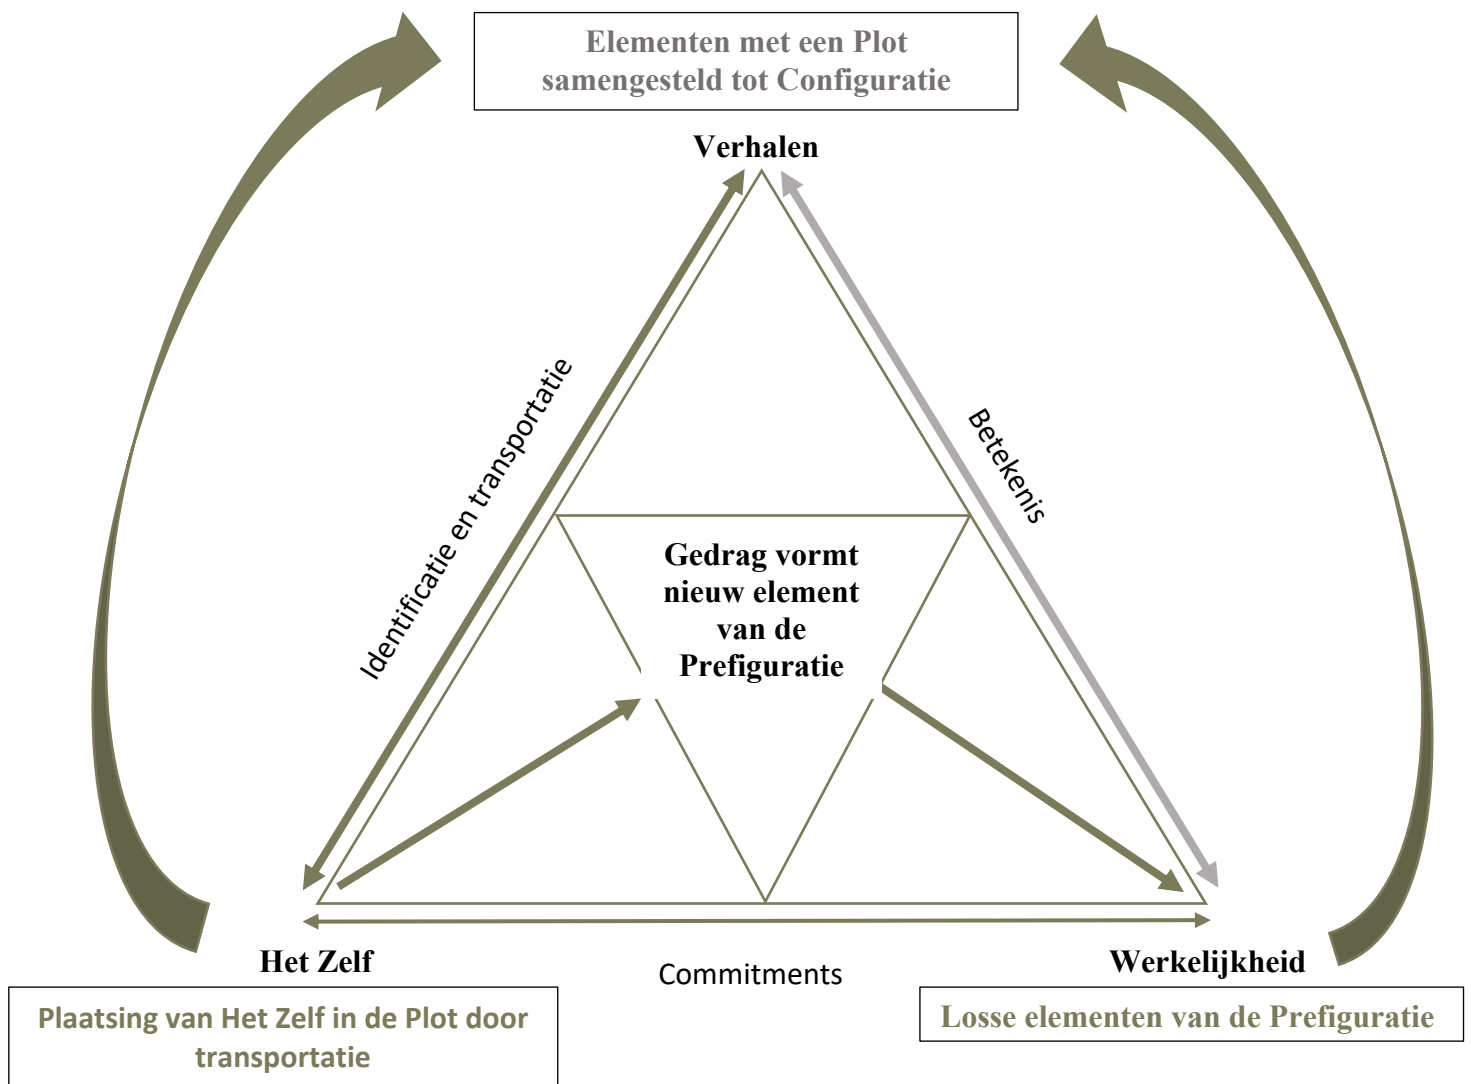 Elementen met een Plot
samengesteld tot Configuratie
Verhalen
Identificatie en transportatie
Betekenis
Gedrag vormt
nieuw element
van de
Prefiguratie
Het Zelf
Commitments
Werkelijkheid
Plaatsing van Het Zelf in de Plot door
transportatie
Losse elementen van de Prefiguratie